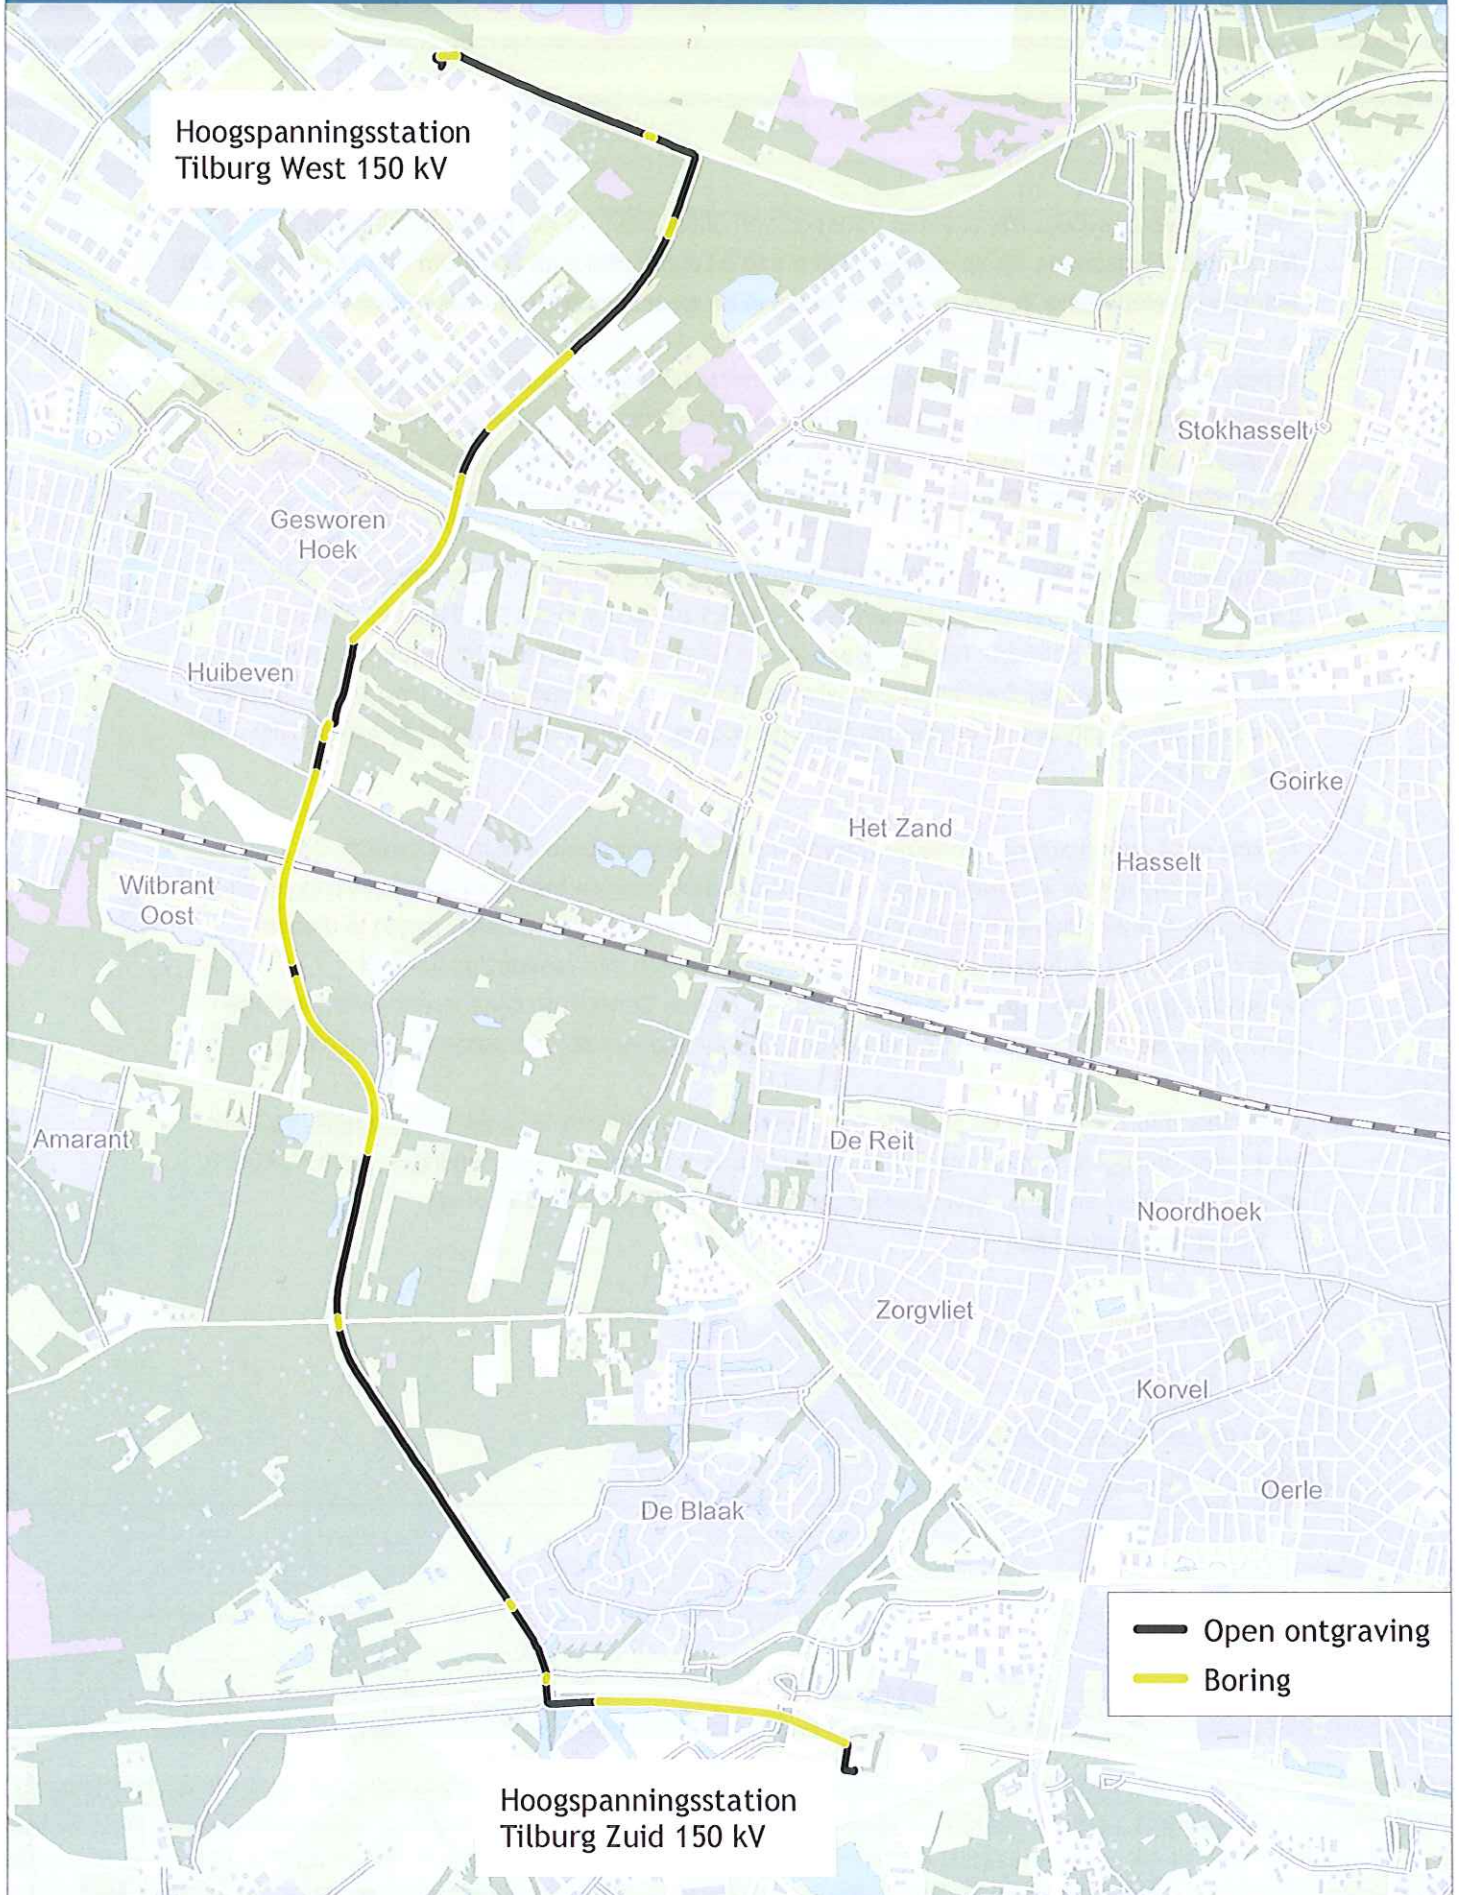 Hoogspanningsstation
Tilburg West 150 kV
Stokhasselt
Gesworen
Hoek
Huibeven
Goirke
Het Zand
Hasselt
Witbrant
Oost
Amarant
De Reit
Noordhoek
Zorgvliet
Korvel
Oerle
De Blaak
Open ontgraving
Boring
Hoogspanningsstation
Tilburg Zuid 150 kV